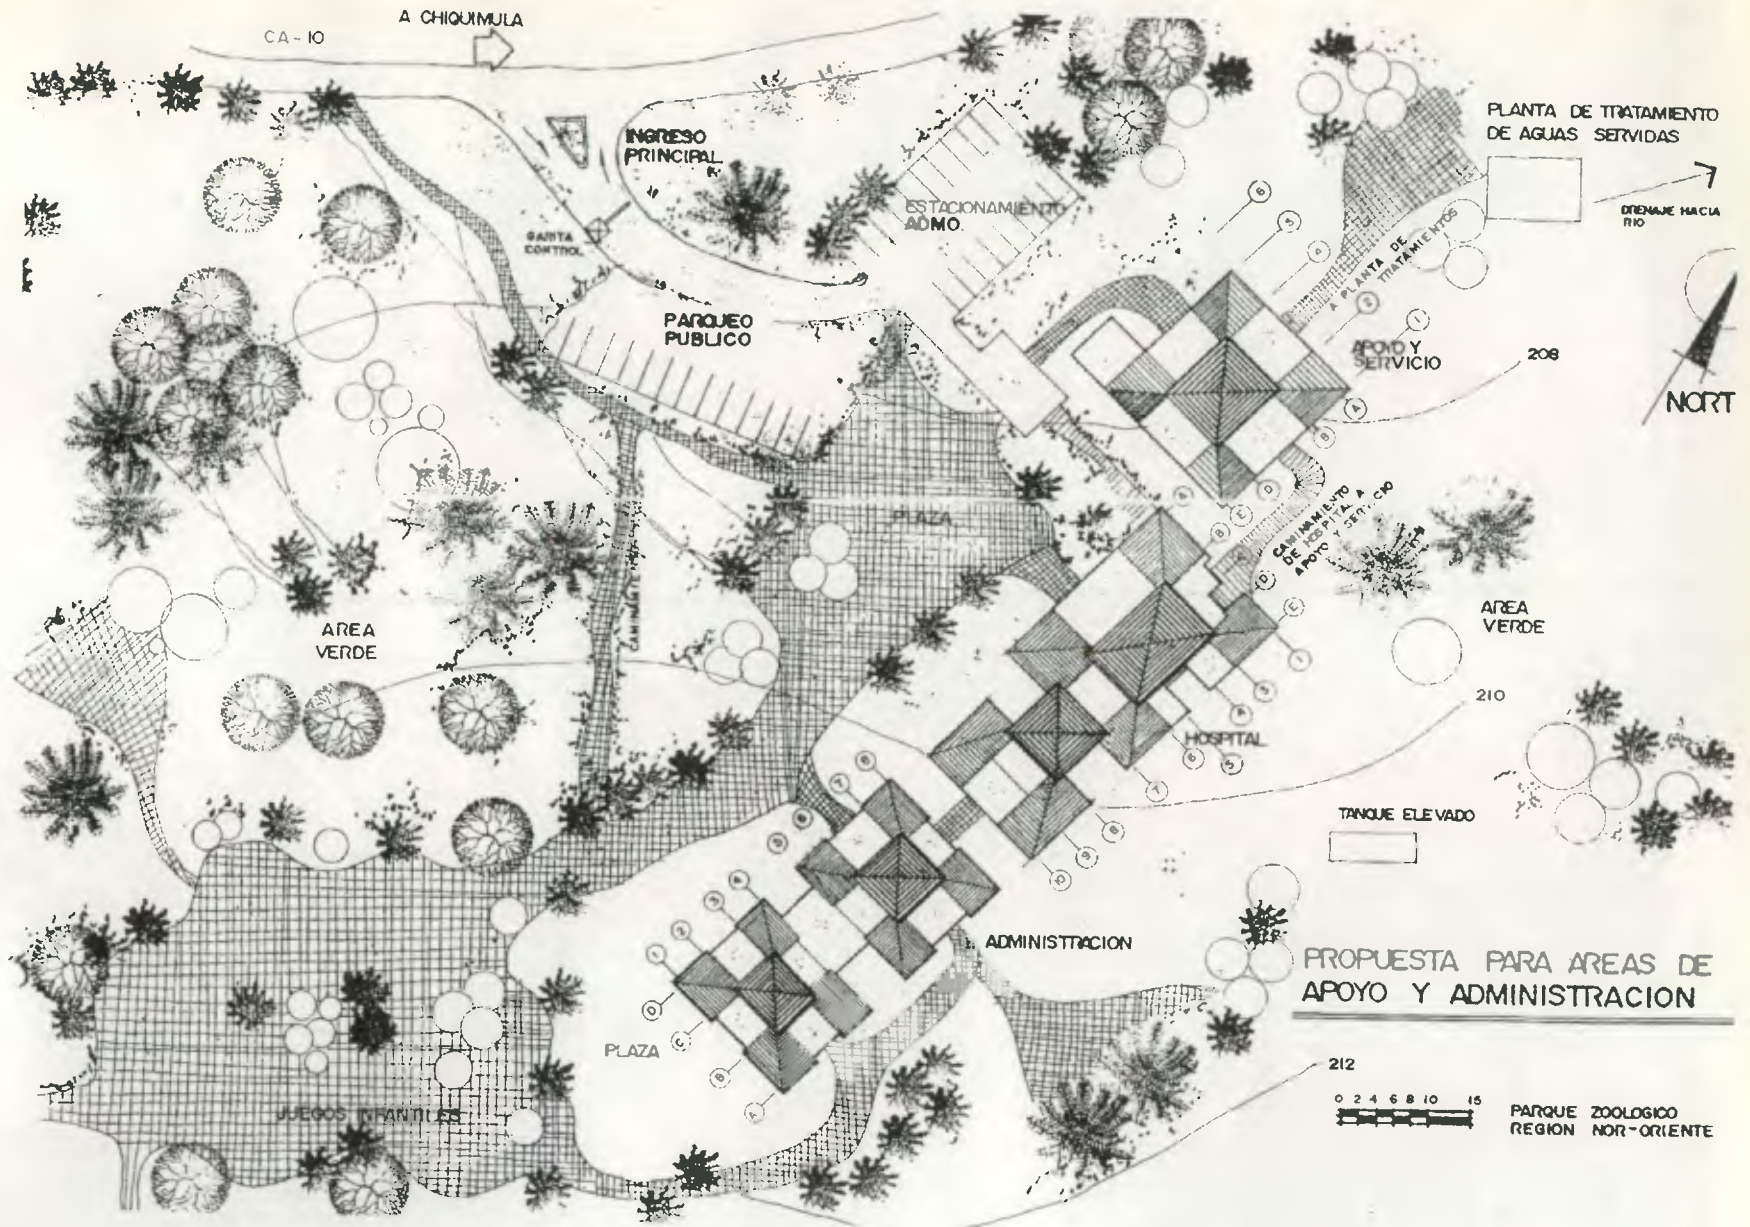 A CHIQUIMULA
CA-10
INGRESO
PRINCIPAL
GARITA
CONTROL
ESTACIONAMIENTO
ADMO.
PLANTA DE TRATAMIENTO
DE AGUAS SERVIDAS
DRENAJE HACIA
RIO
A PLANTA DE
TRATAMIENTOS
PARQUEO
PUBLICO
APOYO Y
SERVICIO
208
NORT
PLAZA
CAMINAMIENTO
DE HOSPITAL A
APOYO Y SERVICIO
AREA
VERDE
AREA
VERDE
210
HOSPITAL
TANQUE ELEVADO
ADMINISTRACION
PROPUESTA PARA AREAS DE
APOYO Y ADMINISTRACION
PLAZA
JUEGOS INFANTILES
212
0 2 4 6 8 10 15
PARQUE ZOOLOGICO
REGION NOR-ORIENTE